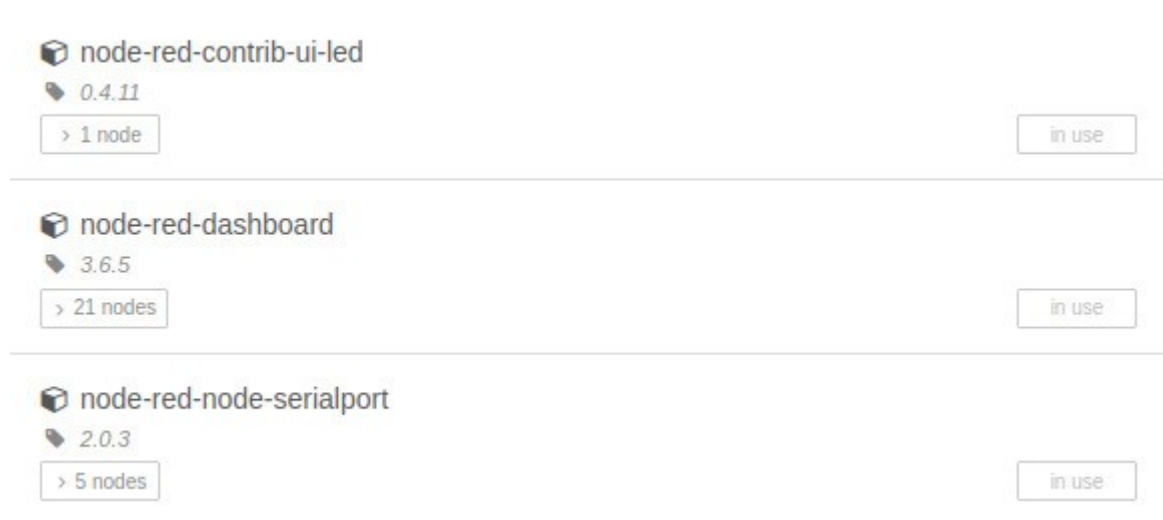 node-red-contrib-ui-led
0.4.11
> 1 node
in use
node-red-dashboard
3.6.5
> 21 nodes
in use
node-red-node-serialport
2.0.3
> 5 nodes
in use